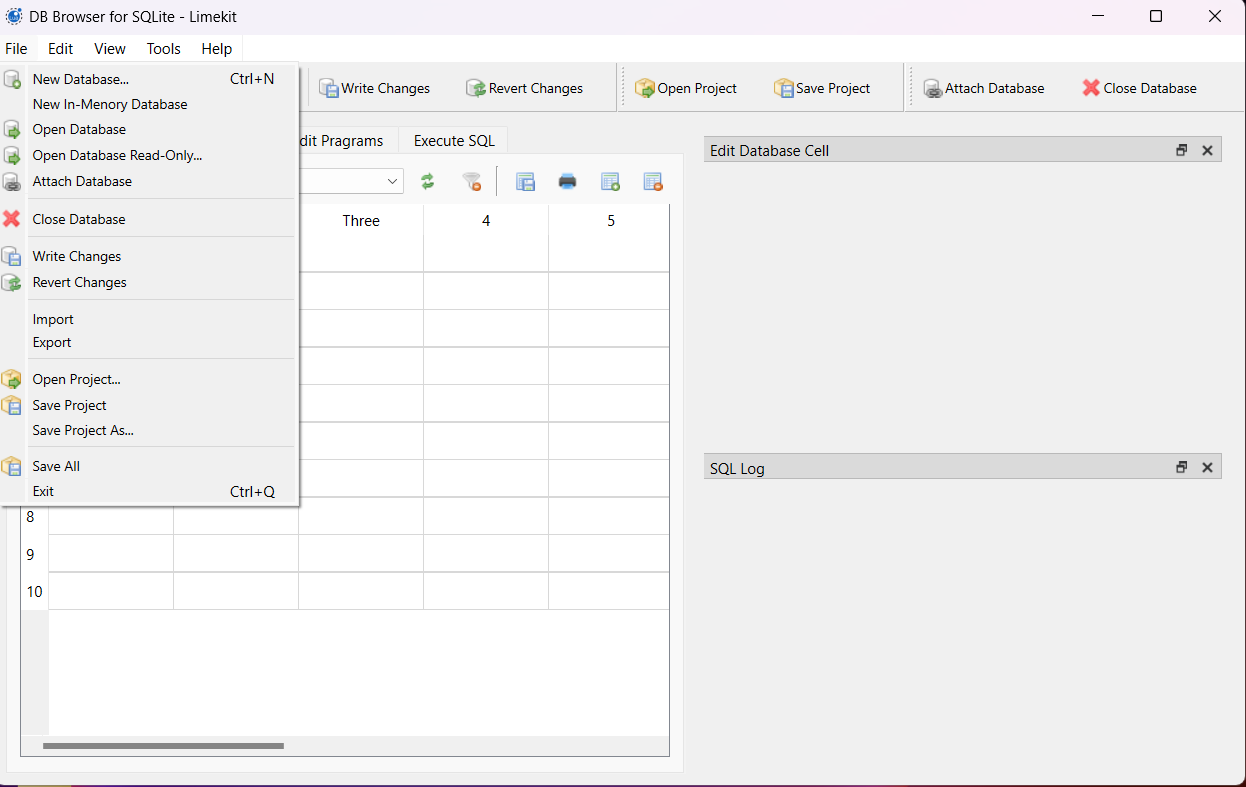 DB Browser for SQLite - Limekit
File Edit View Tools Help
New Database... Ctrl+N
New In-Menory Database
Open Database
Open Database Read-Only...
Attach Database
Close Database
Write Changes
Revert Changes
Import
Export
Open Project...
Save Project
Save Project As...
Save All
Exit Ctrl+Q
Write Changes Revert Changes Open Project Save Project Attach Database Close Database
dit Pragrams Execute SQL
Three 4 5
8
9
10
Edit Database Cell
SQL Log